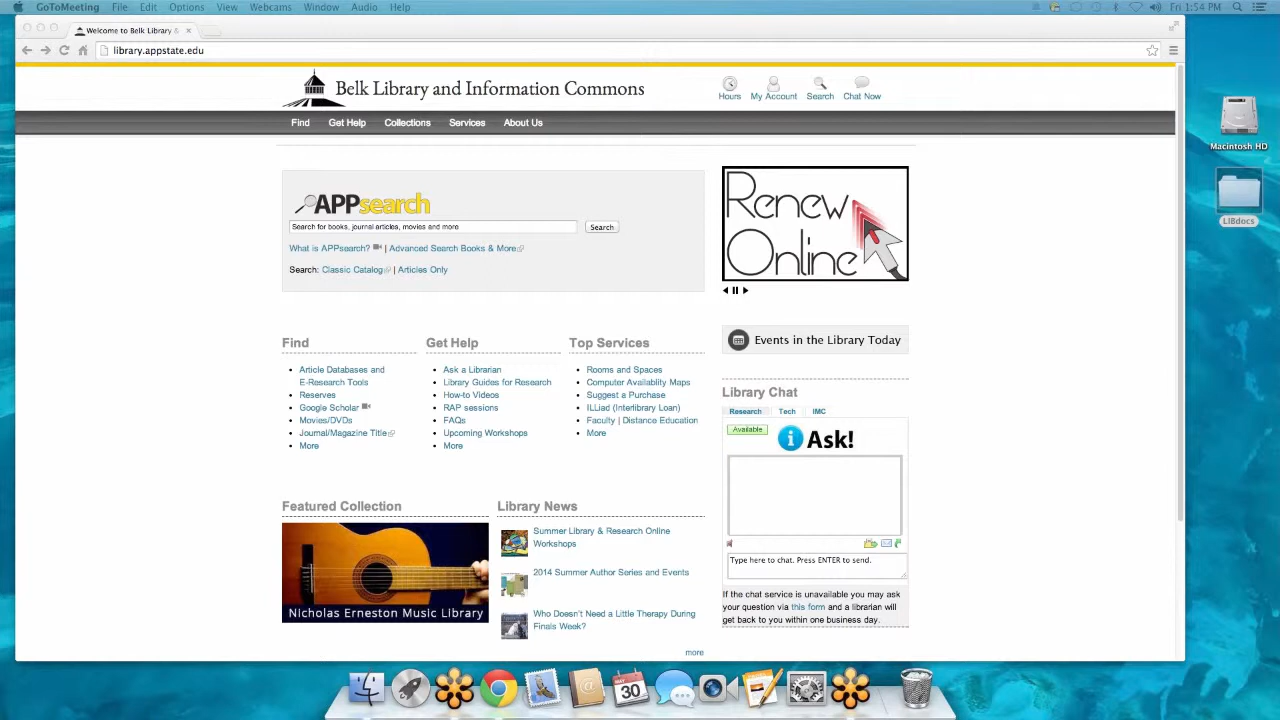 GoToMeeting File Edit Options View Webcams Window Audio Help
Fri 1:54 PM
Welcome to Belk Library &
library.appstate.edu
Belk Library and Information Commons
Hours My Account Search Chat Now
Find Get Help Collections Services About Us
APPsearch
Search for books, journal articles, movies and more
Search
What is APPsearch? | Advanced Search Books & More
Search: Classic Catalog | Articles Only
Renew
Online
Events in the Library Today
Find
Article Databases and
E-Research Tools
Reserves
Google Scholar
Movies/DVDs
Journal/Magazine Title
More
Get Help
Ask a Librarian
Library Guides for Research
How-to Videos
RAP sessions
FAQs
Upcoming Workshops
More
Top Services
Rooms and Spaces
Computer Availablity Maps
Suggest a Purchase
ILLiad (Interlibrary Loan)
Faculty | Distance Education
More
Library Chat
Research Tech IMC
Available
Ask!
Type here to chat. Press ENTER to send.
If the chat service is unavailable you may ask
your question via this form and a librarian will
get back to you within one business day.
Featured Collection
Nicholas Erneston Music Library
Library News
Summer Library & Research Online
Workshops
2014 Summer Author Series and Events
Who Doesn't Need a Little Therapy During
Finals Week?
more
Macintosh HD
LIBdocs
MAY
30